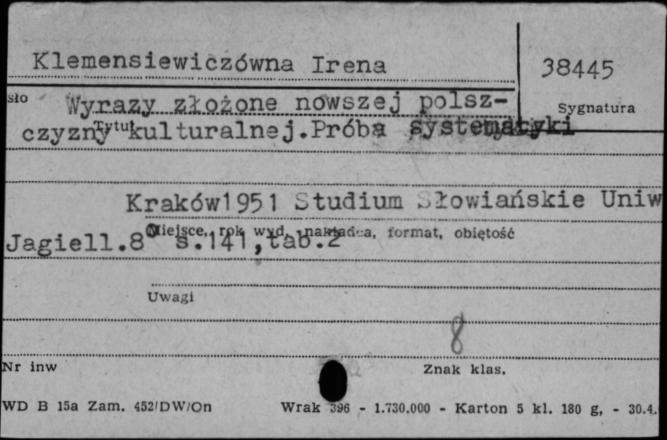 Klemensiewiczówna Irena
38445
sło
Wyrazy złożone nowszej polsz-
Sygnatura
czyzny kulturalnej.Próba systematyki
Tytuł
Kraków1951 Studium Słowiańskie Uniw
Miejsce, rok wyd. nakładca, format, objętość
Jagiell.8° s.141,tab.2
Uwagi
8
Nr inw
Znak klas.
WD B 15a Zam. 452/DW/On Wrak 396 - 1.730.000 - Karton 5 kl. 180 g, - 30.4.